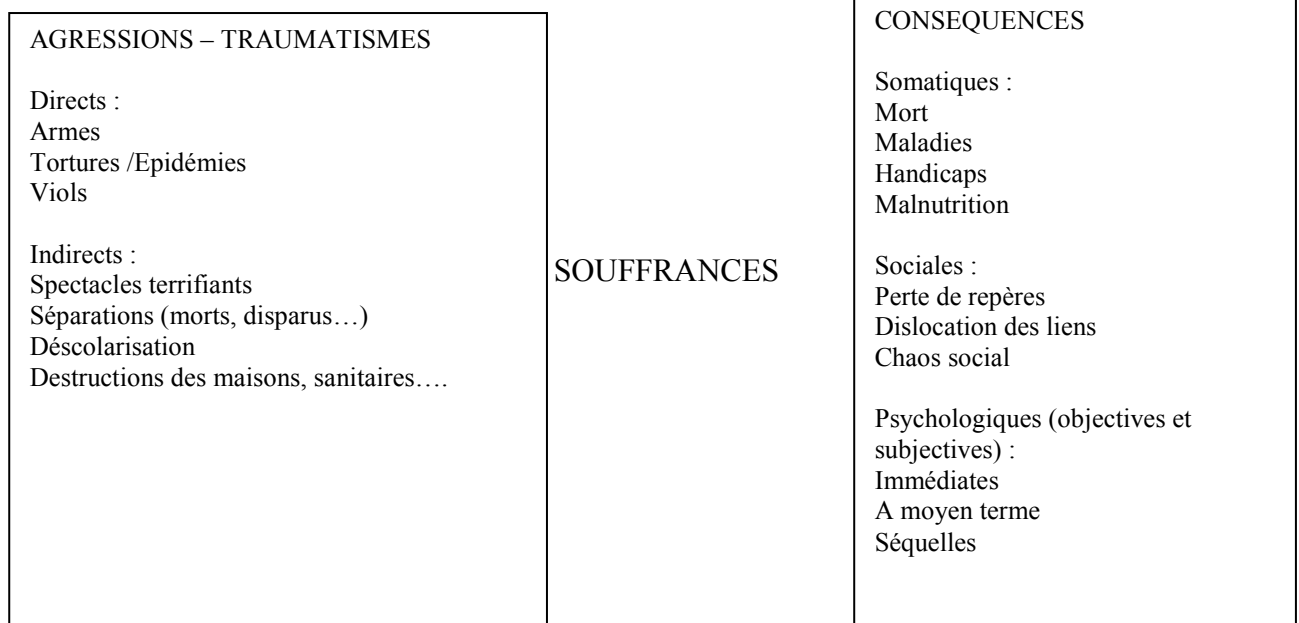 AGRESSIONS – TRAUMATISMES
Directs :
Armes
Tortures /Epidémies
Viols
Indirects :
Spectacles terrifiants
Séparations (morts, disparus…)
Déscolarisation
Destructions des maisons, sanitaires….
SOUFFRANCES
CONSEQUENCES
Somatiques :
Mort
Maladies
Handicaps
Malnutrition
Sociales :
Perte de repères
Dislocation des liens
Chaos social
Psychologiques (objectives et
subjectives) :
Immédiates
A moyen terme
Séquelles